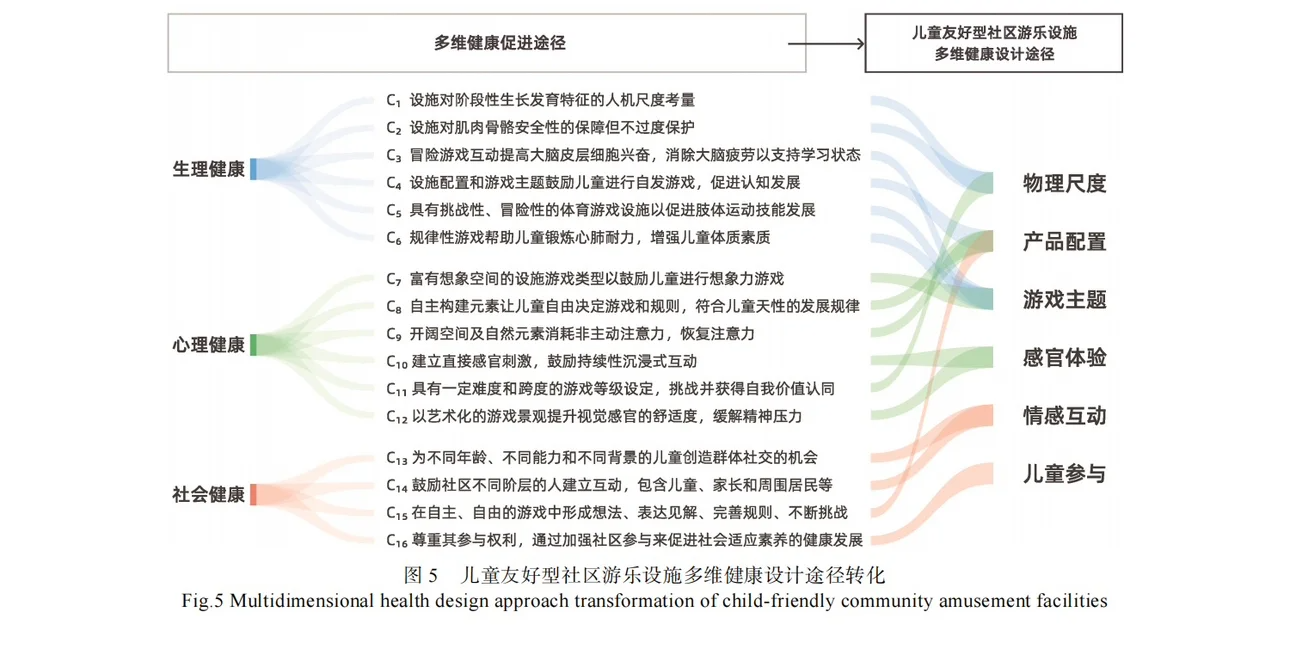 多维健康促进途径
儿童友好型社区游乐设施
多维健康设计途径
生理健康
C1 设施对阶段性生长发育特征的人机尺度考量
C2 设施对肌肉骨骼安全性的保障但不过度保护
C3 冒险游戏互动提高大脑皮层细胞兴奋，消除大脑疲劳以支持学习状态
C4 设施配置和游戏主题鼓励儿童进行自发游戏，促进认知发展
C5 具有挑战性、冒险性的体育游戏设施以促进肢体运动技能发展
C6 规律性游戏帮助儿童锻炼心肺耐力，增强儿童体质素质
心理健康
C7 富有想象空间的设施游戏类型以鼓励儿童进行想象力游戏
C8 自主构建元素让儿童自由决定游戏和规则，符合儿童天性的发展规律
C9 开阔空间及自然元素消耗非主动注意力，恢复注意力
C10 建立直接感官刺激，鼓励持续性沉浸式互动
C11 具有一定难度和跨度的游戏等级设定，挑战并获得自我价值认同
C12 以艺术化的游戏景观提升视觉感官的舒适度，缓解精神压力
社会健康
C13 为不同年龄、不同能力和不同背景的儿童创造群体社交的机会
C14 鼓励社区不同阶层的人建立互动，包含儿童、家长和周围居民等
C15 在自主、自由的游戏中形成想法、表达见解、完善规则、不断挑战
C16 尊重其参与权利，通过加强社区参与来促进社会适应素养的健康发展
物理尺度
产品配置
游戏主题
感官体验
情感互动
儿童参与
图 5 儿童友好型社区游乐设施多维健康设计途径转化
Fig.5 Multidimensional health design approach transformation of child-friendly community amusement facilities